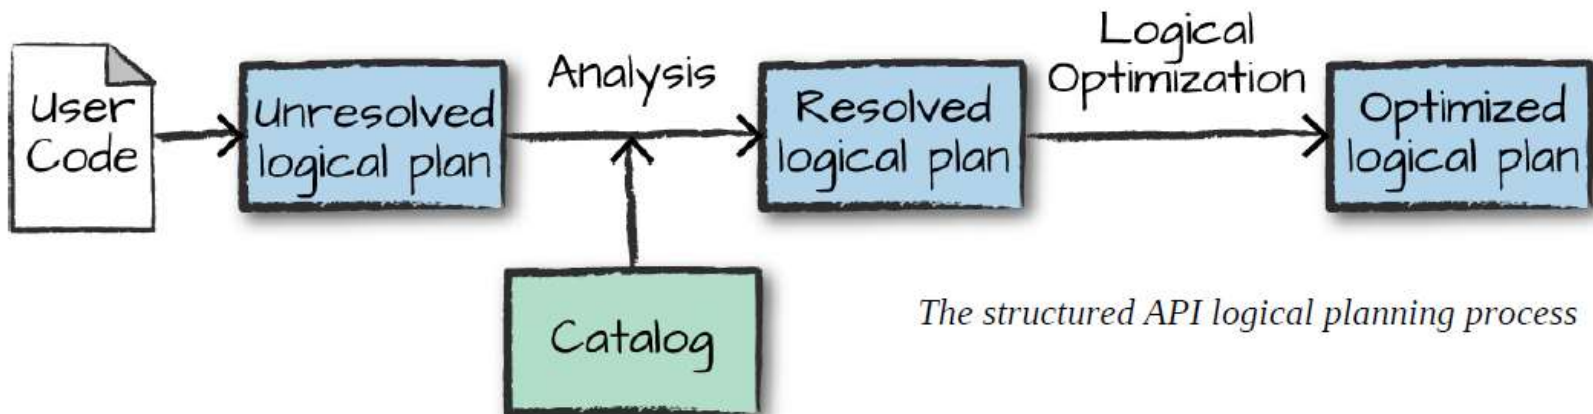 User
Code
Unresolved
logical plan
Analysis
Resolved
logical plan
Logical
Optimization
Optimized
logical plan
Catalog
The structured API logical planning process